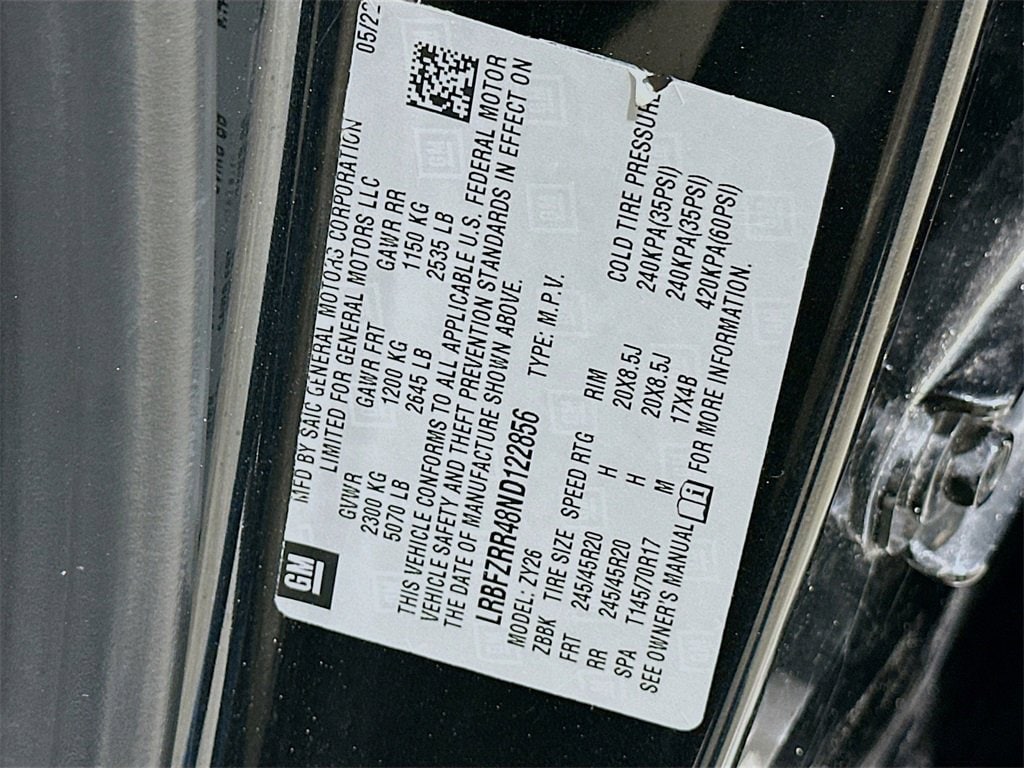 GM
MFD BY SAIC GENERAL MOTORS CORPORATION 05/22
LIMITED FOR GENERAL MOTORS LLC
GVWR GAWR FRT GAWR RR
2300 KG 1200 KG 1150 KG
5070 LB 2645 LB 2535 LB
THIS VEHICLE CONFORMS TO ALL APPLICABLE U.S. FEDERAL MOTOR
VEHICLE SAFETY AND THEFT PREVENTION STANDARDS IN EFFECT ON
THE DATE OF MANUFACTURE SHOWN ABOVE.
LRBFZRR48ND122856
MODEL: ZY26 TYPE: M.P.V.
ZBBK TIRE SIZE SPEED RTG RIM COLD TIRE PRESSURE
FRT 245/45R20 H 20X8.5J 240KPA(35PSI)
RR 245/45R20 H 20X8.5J 240KPA(35PSI)
SPA T145/70R17 M 17X4B 420KPA(60PSI)
SEE OWNER'S MANUAL i FOR MORE INFORMATION.